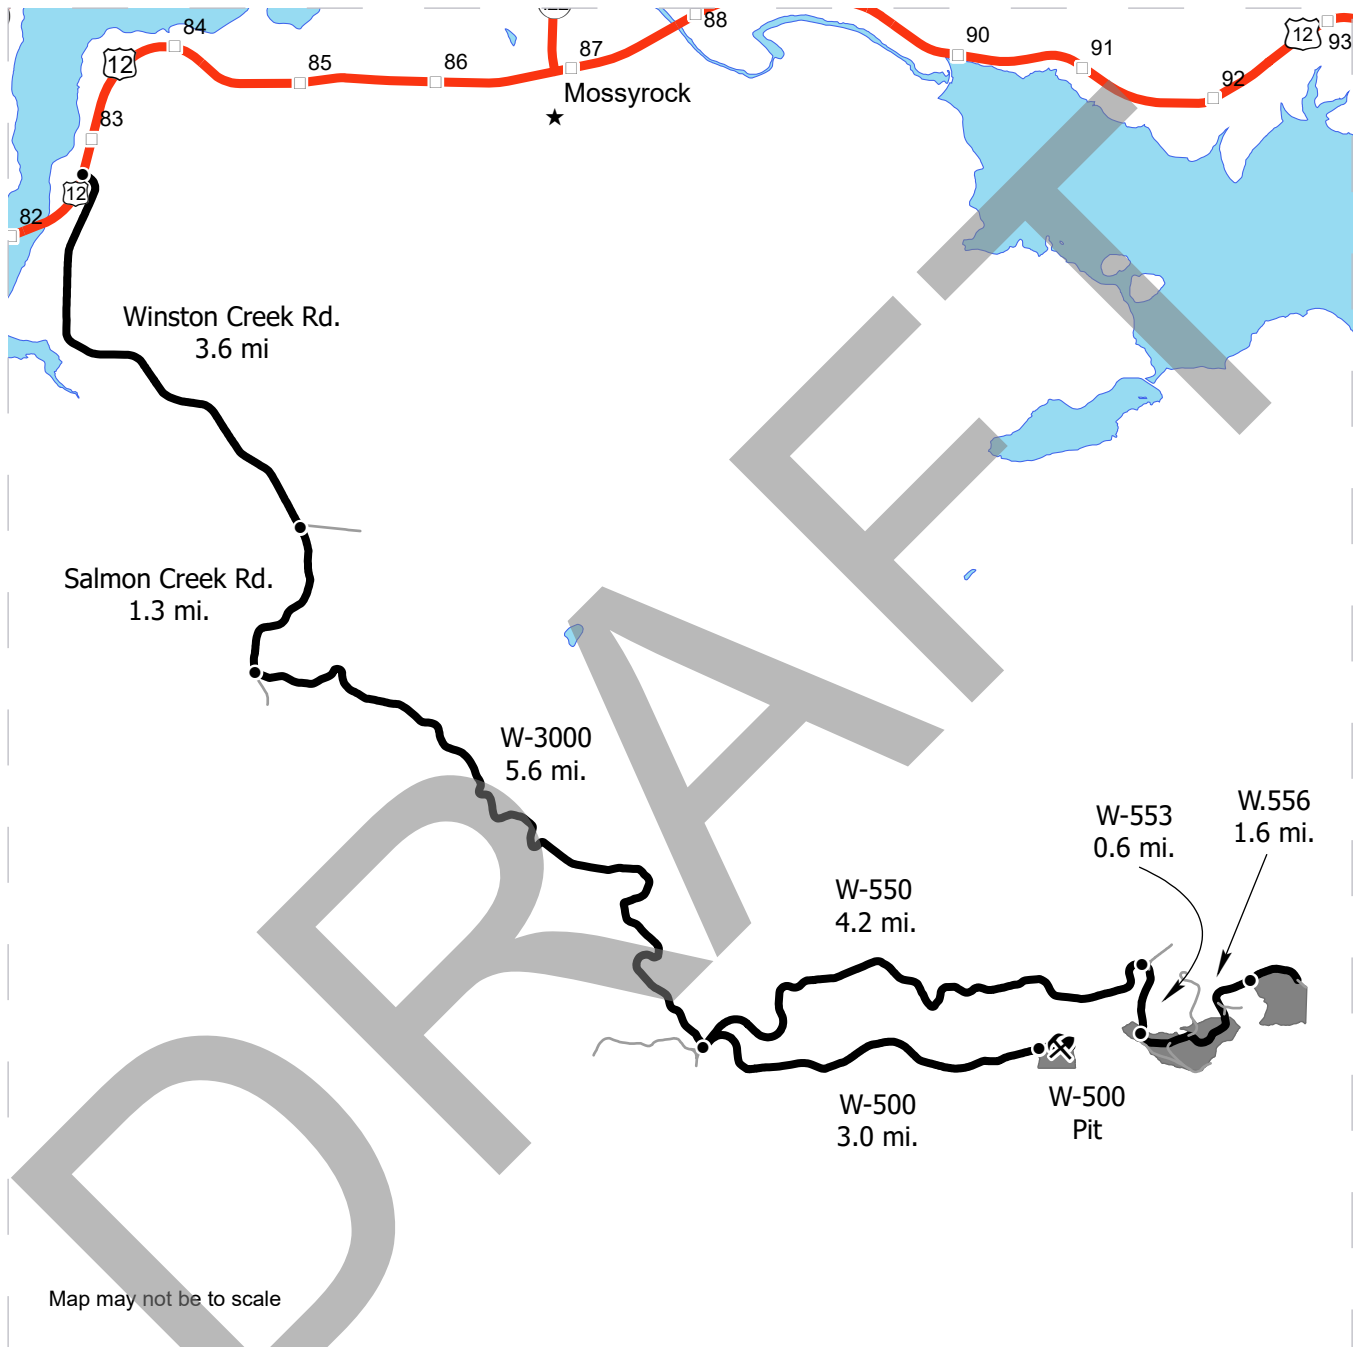 84
88
90
12
93
12
85
86
87
91
92
Mossyrock
83
12
82
Winston Creek Rd.
3.6 mi
Salmon Creek Rd.
1.3 mi.
W-3000
5.6 mi.
W-553
0.6 mi.
W.556
1.6 mi.
W-550
4.2 mi.
W-500
3.0 mi.
W-500
Pit
DRAFT
Map may not be to scale